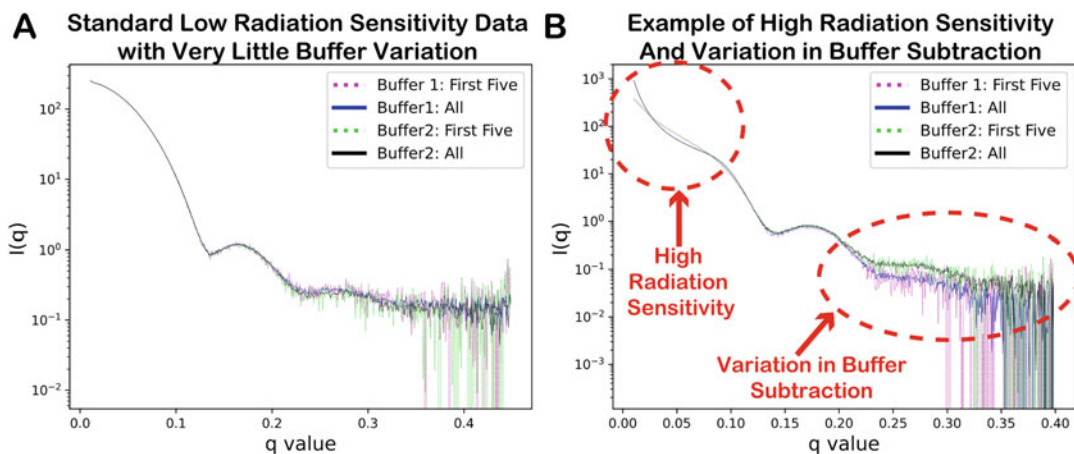 A Standard Low Radiation Sensitivity Data
with Very Little Buffer Variation
Buffer 1: First Five
Buffer1: All
Buffer2: First Five
Buffer2: All
10²
10¹
10⁰
10⁻¹
10⁻²
I(q)
0.0 0.1 0.2 0.3 0.4
q value
B Example of High Radiation Sensitivity
And Variation in Buffer Subtraction
Buffer 1: First Five
Buffer1: All
Buffer2: First Five
Buffer2: All
10³
10²
10¹
10⁰
10⁻¹
10⁻²
10⁻³
I(q)
High
Radiation
Sensitivity
Variation in Buffer
Subtraction
0.00 0.05 0.10 0.15 0.20 0.25 0.30 0.35 0.40
q value